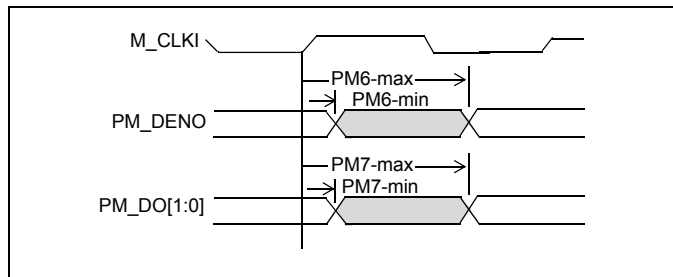 M_CLKI
PM6-max
PM6-min
PM_DENO
PM7-max
PM7-min
PM_DO[1:0]